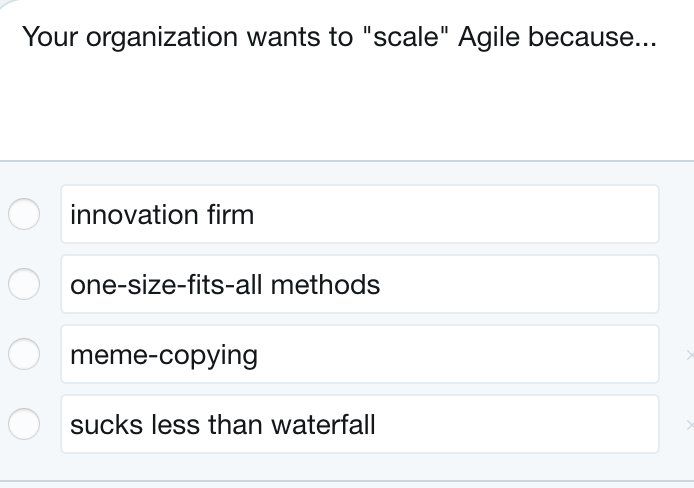 Your organization wants to "scale" Agile because...
innovation firm
one-size-fits-all methods
meme-copying
sucks less than waterfall